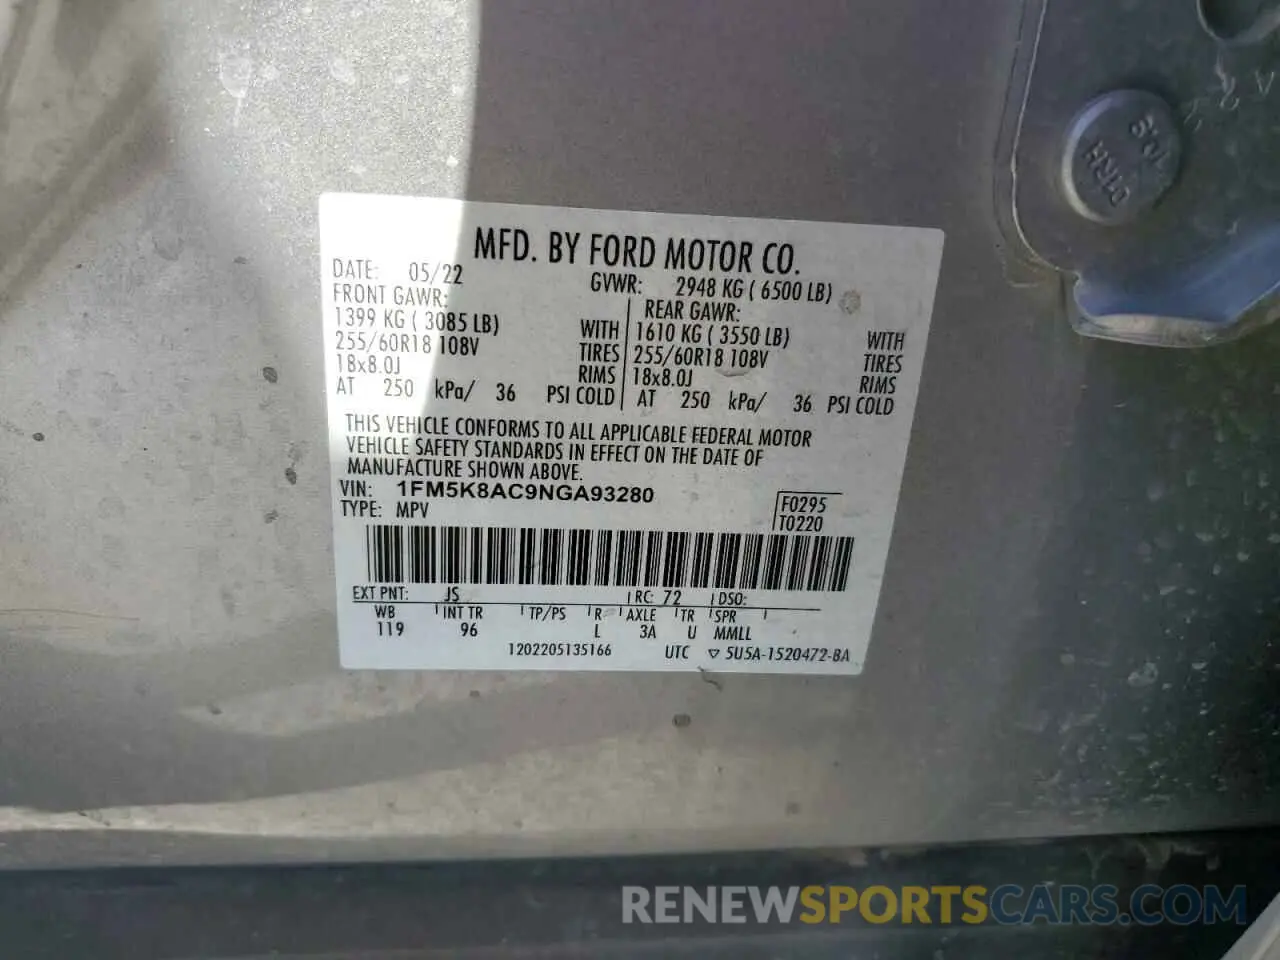 MFD. BY FORD MOTOR CO.
DATE: 05/22 GVWR: 2948 KG ( 6500 LB)
FRONT GAWR: REAR GAWR:
1399 KG ( 3085 LB) WITH 1610 KG ( 3550 LB) WITH
255/60R18 108V TIRES 255/60R18 108V TIRES
18x8.0J RIMS 18x8.0J RIMS
AT 250 kPa/ 36 PSI COLD AT 250 kPa/ 36 PSI COLD
THIS VEHICLE CONFORMS TO ALL APPLICABLE FEDERAL MOTOR
VEHICLE SAFETY STANDARDS IN EFFECT ON THE DATE OF
MANUFACTURE SHOWN ABOVE.
VIN: 1FM5K8AC9NGA93280 F0295
TYPE: MPV T0220
EXT PNT: JS RC: 72 DSO:
WB INT TR TP/PS R AXLE TR SPR
119 96 L 3A U MMLL
1202205135166 UTC ▽ 5U5A-1520472-BA
RENEWSPORTSCARS.COM